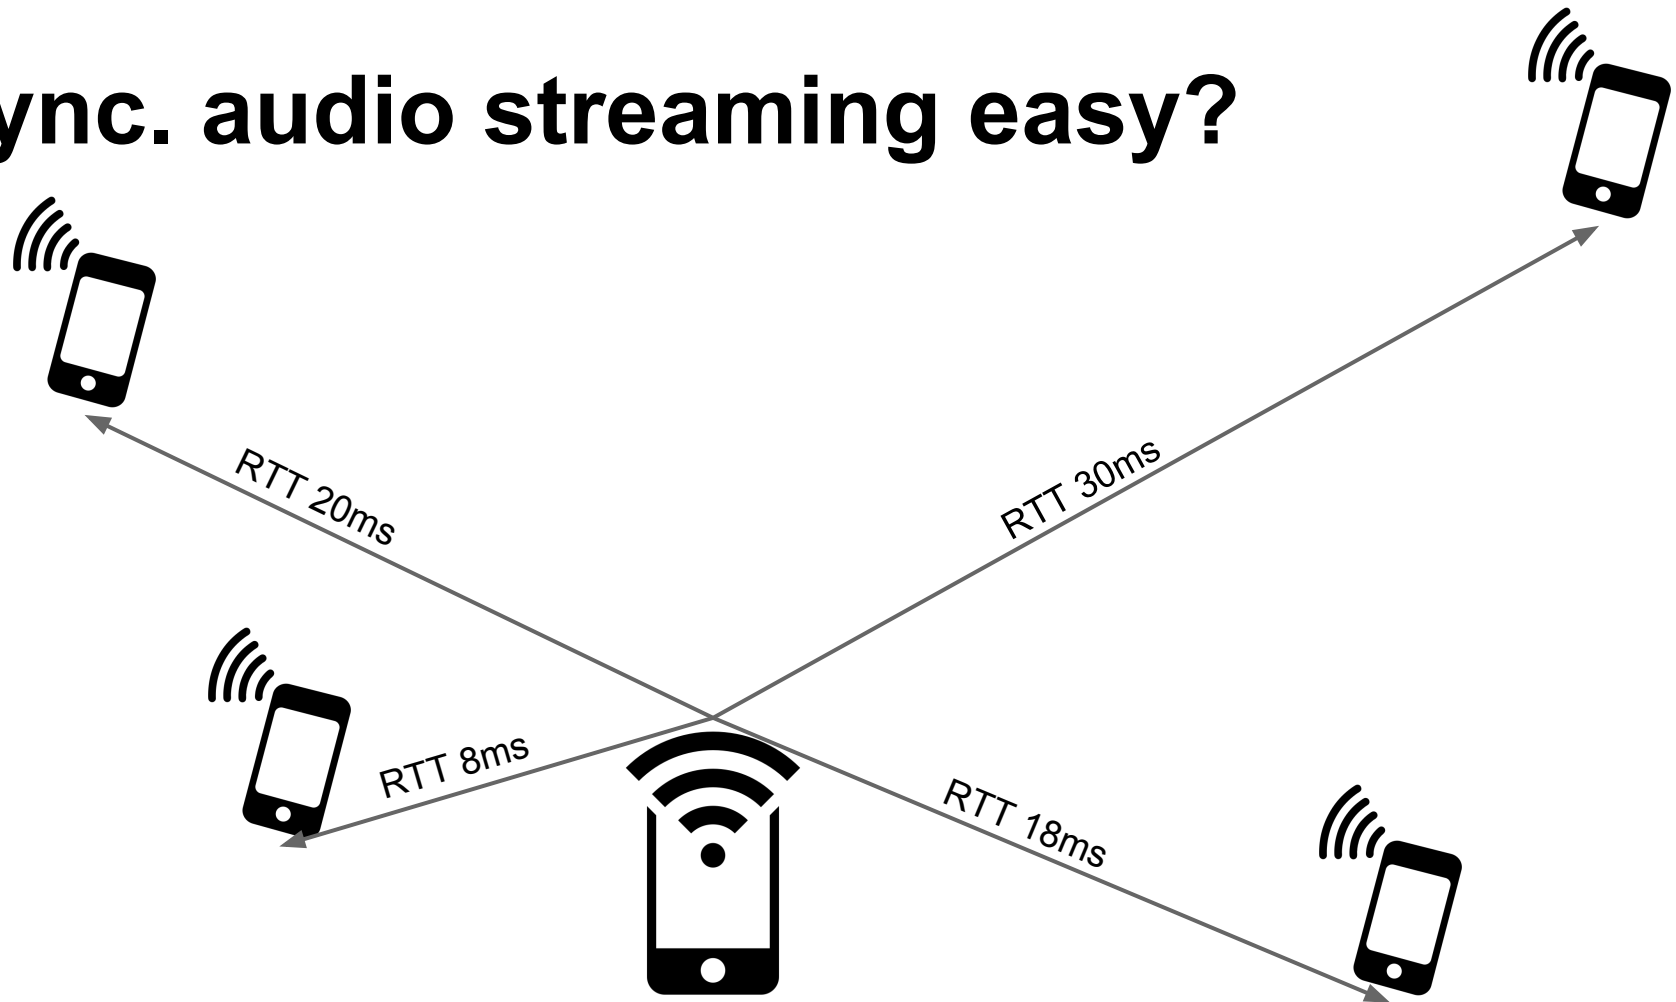 ync. audio streaming easy?
RTT 20ms
RTT 30ms
RTT 8ms
RTT 18ms